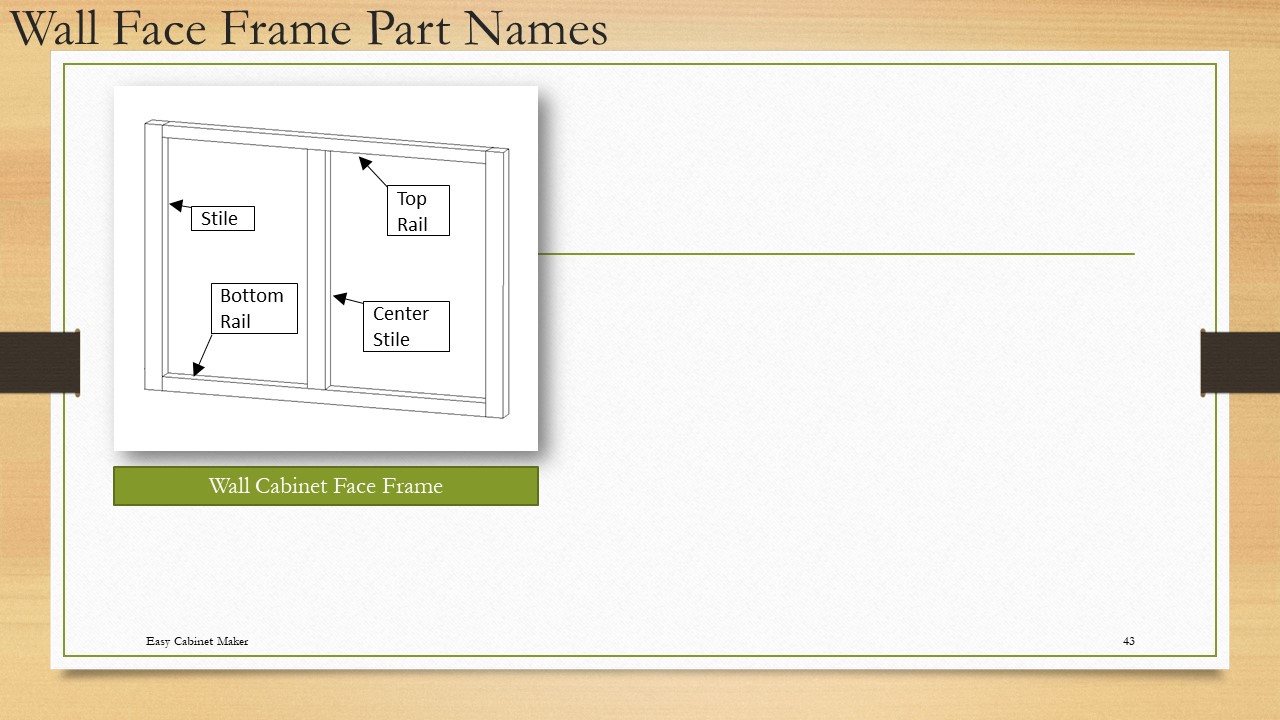 Wall Face Frame Part Names
Top
Rail
Stile
Bottom
Rail
Center
Stile
Wall Cabinet Face Frame
Easy Cabinet Maker
43